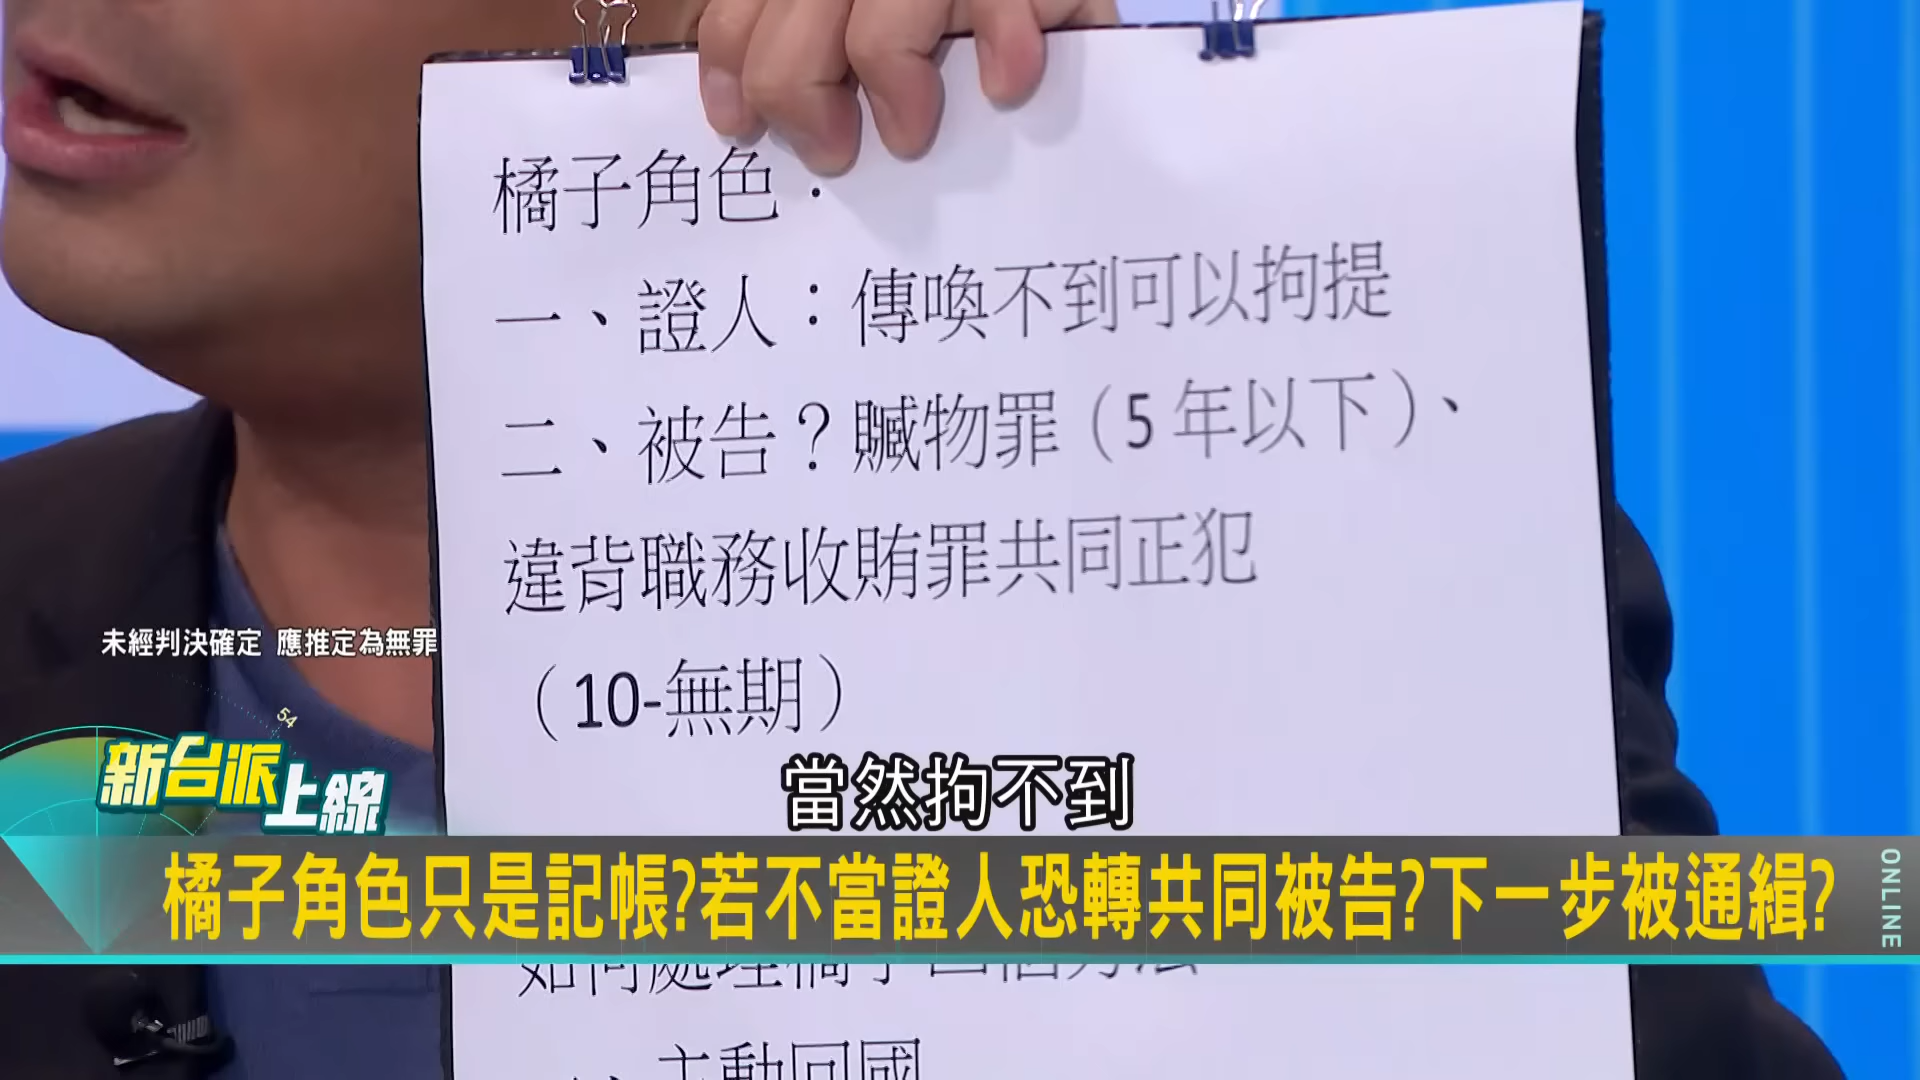 橘子角色：
一、證人：傳喚不到可以拘提
二、被告？贓物罪（5年以下）、
違背職務收賄罪共同正犯
（10-無期）
未經判決確定 應推定為無罪
54
新台派上線
當然拘不到
橘子角色只是記帳?若不當證人恐轉共同被告?下一步被通緝?
ONLINE
主動回國